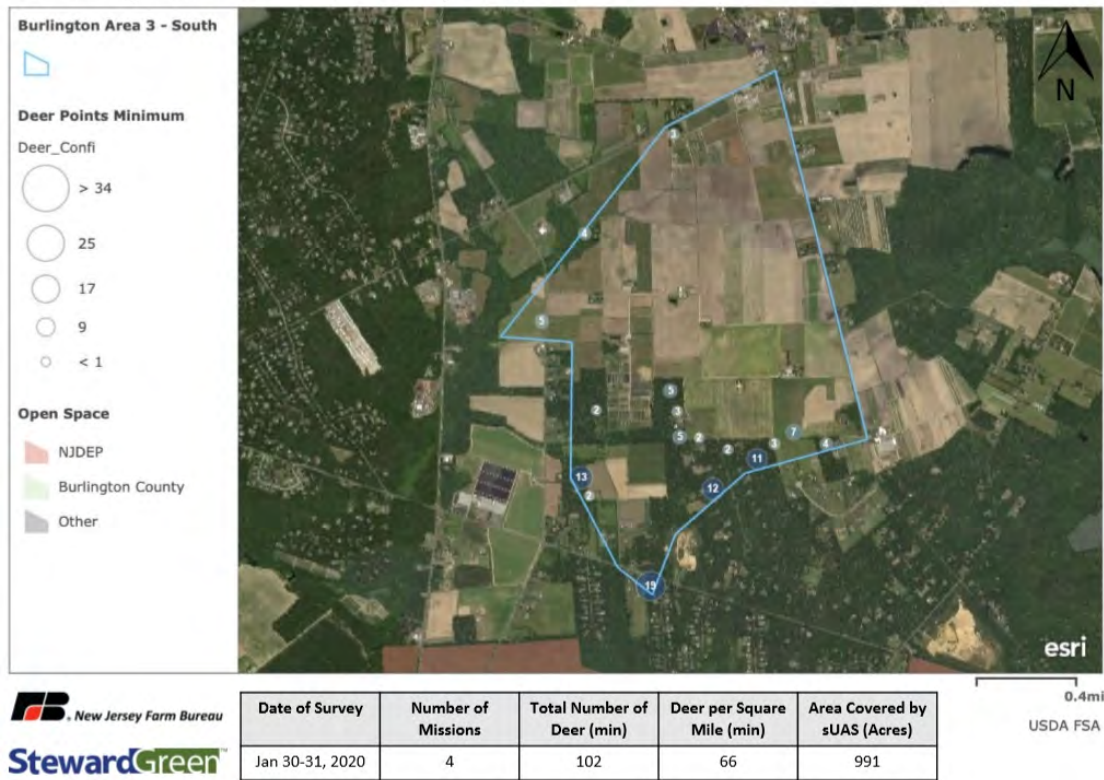 Burlington Area 3 - South
Deer Points Minimum
Deer_Confi
> 34
25
17
9
< 1
Open Space
NJDEP
Burlington County
Other
N
3
4
5
5
2
3
5
2
7
3
4
2
11
13
12
2
19
esri
0.4mi
USDA FSA
FB. New Jersey Farm Bureau
StewardGreen™
Date of Survey Number of Missions Total Number of Deer (min) Deer per Square Mile (min) Area Covered by sUAS (Acres)
Jan 30-31, 2020 4 102 66 991